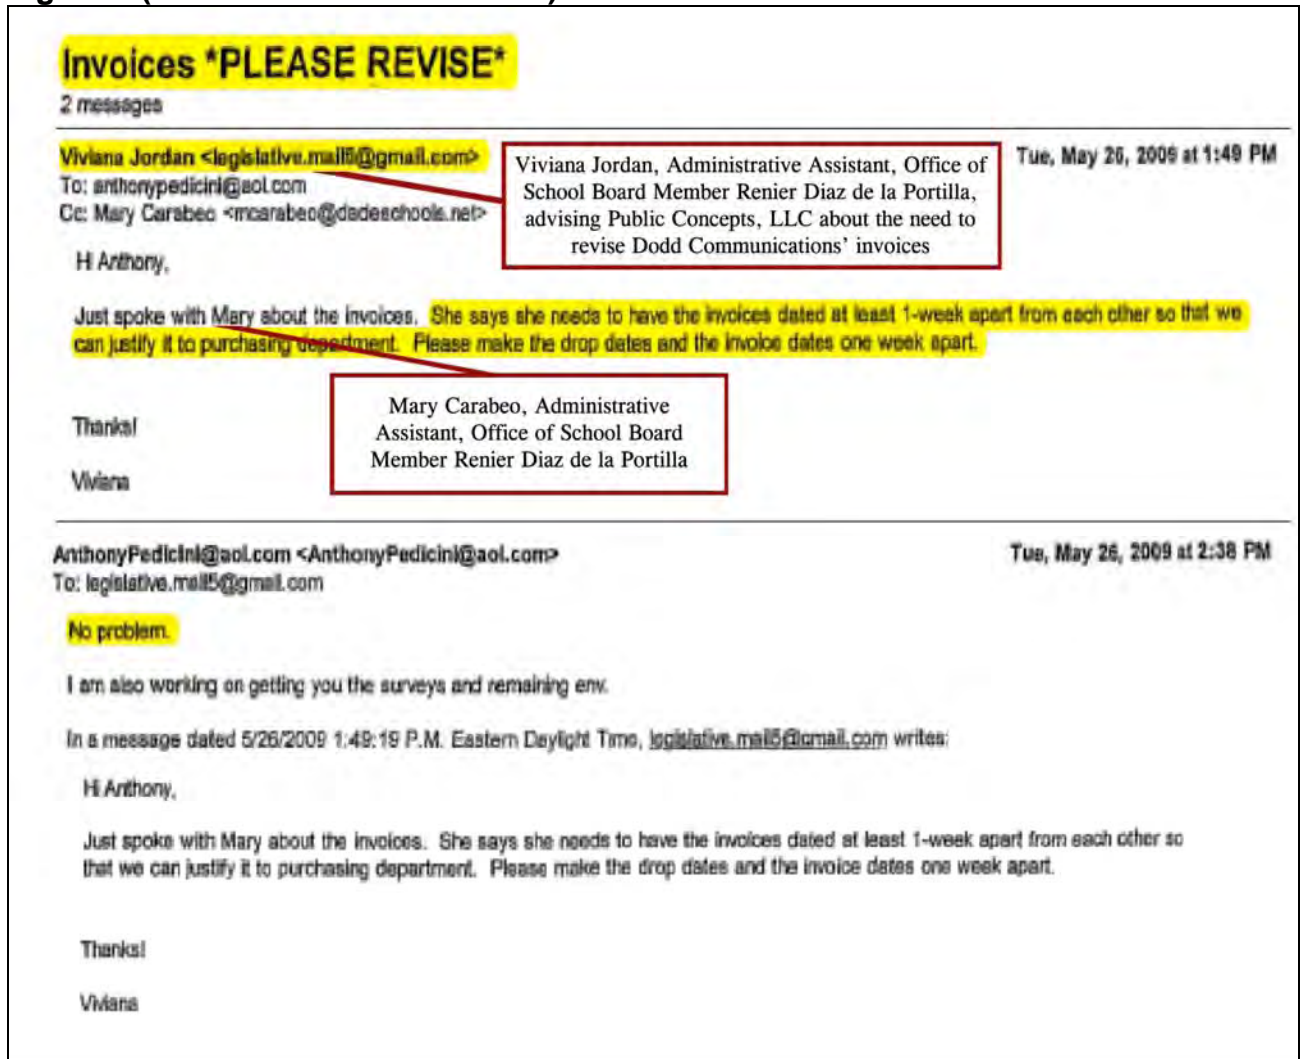 Invoices *PLEASE REVISE*
2 messages
Viviana Jordan <legislative.mail5@gmail.com>
Tue, May 26, 2009 at 1:49 PM
To: anthonypedicini@aol.com
Cc: Mary Carabeo <mcarabeo@dadeschools.net>
Viviana Jordan, Administrative Assistant, Office of
School Board Member Renier Diaz de la Portilla,
advising Public Concepts, LLC about the need to
revise Dodd Communications’ invoices
Hi Anthony,
Just spoke with Mary about the invoices. She says she needs to have the invoices dated at least 1-week apart from each other so that we
can justify it to purchasing department. Please make the drop dates and the invoice dates one week apart.
Mary Carabeo, Administrative
Assistant, Office of School Board
Member Renier Diaz de la Portilla
Thanks!
Viviana
AnthonyPedicini@aol.com <AnthonyPedicini@aol.com>
Tue, May 26, 2009 at 2:38 PM
To: legislative.mail5@gmail.com
No problem.
I am also working on getting you the surveys and remaining env.
In a message dated 5/26/2009 1:49:19 P.M. Eastern Daylight Time, legislative.mail5@gmail.com writes:
Hi Anthony,
Just spoke with Mary about the invoices. She says she needs to have the invoices dated at least 1-week apart from each other so
that we can justify it to purchasing department. Please make the drop dates and the invoice dates one week apart.
Thanks!
Viviana